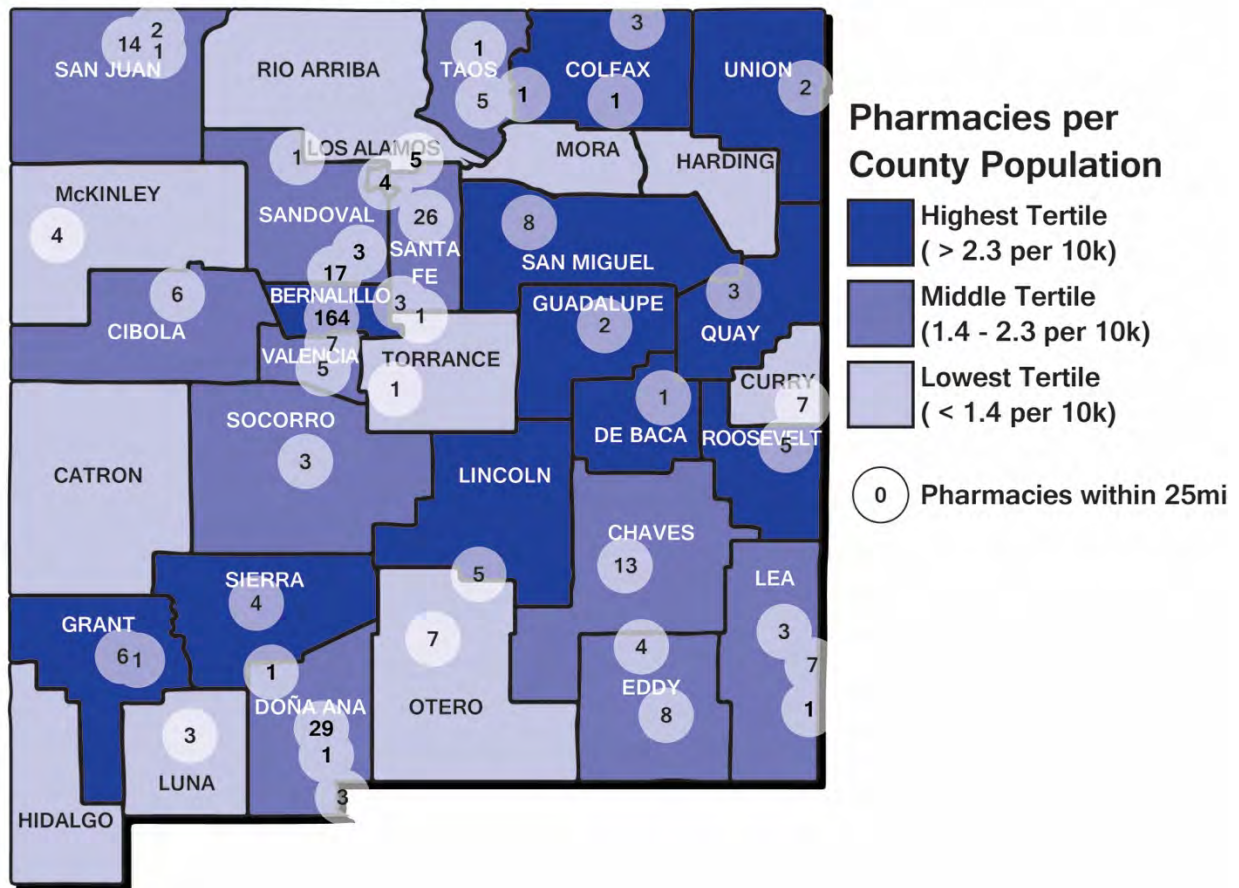 3
2
14
1
1
SAN JUAN
RIO ARRIBA
TAOS
COLFAX
UNION
2
5
1
1
LOS ALAMOS
1
5
MORA
HARDING
4
McKINLEY
SANDOVAL
26
8
4
3
SANTA
FE
SAN MIGUEL
17
6
BERNALILLO
3
1
GUADALUPE
3
164
2
QUAY
CIBOLA
7
VALENCIA
5
TORRANCE
1
CURRY
7
1
SOCORRO
DE BACA
ROOSEVELT
5
3
CATRON
LINCOLN
CHAVES
13
5
SIERRA
LEA
4
GRANT
7
3
6
1
4
7
1
EDDY
DOÑA ANA
OTERO
8
1
29
3
1
LUNA
3
HIDALGO
Pharmacies per
County Population
Highest Tertile
( > 2.3 per 10k)
Middle Tertile
(1.4 - 2.3 per 10k)
Lowest Tertile
( < 1.4 per 10k)
0 Pharmacies within 25mi